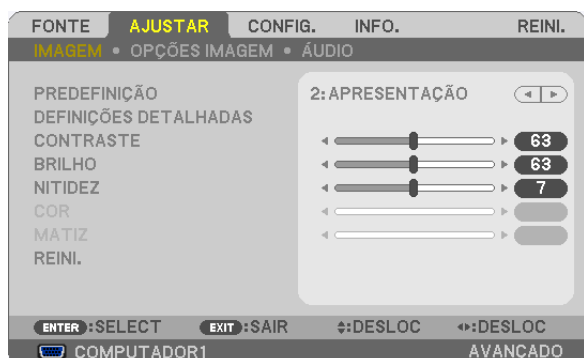 FONTE AJUSTAR CONFIG. INFO. REINI.
IMAGEM • OPÇÕES IMAGEM • ÁUDIO
PREDEFINIÇÃO 2:APRESENTAÇÃO
DEFINIÇÕES DETALHADAS
CONTRASTE 63
BRILHO 63
NITIDEZ 7
COR
MATIZ
REINI.
ENTER:SELECT EXIT:SAIR :DESLOC :DESLOC
COMPUTADOR1 AVANCADO